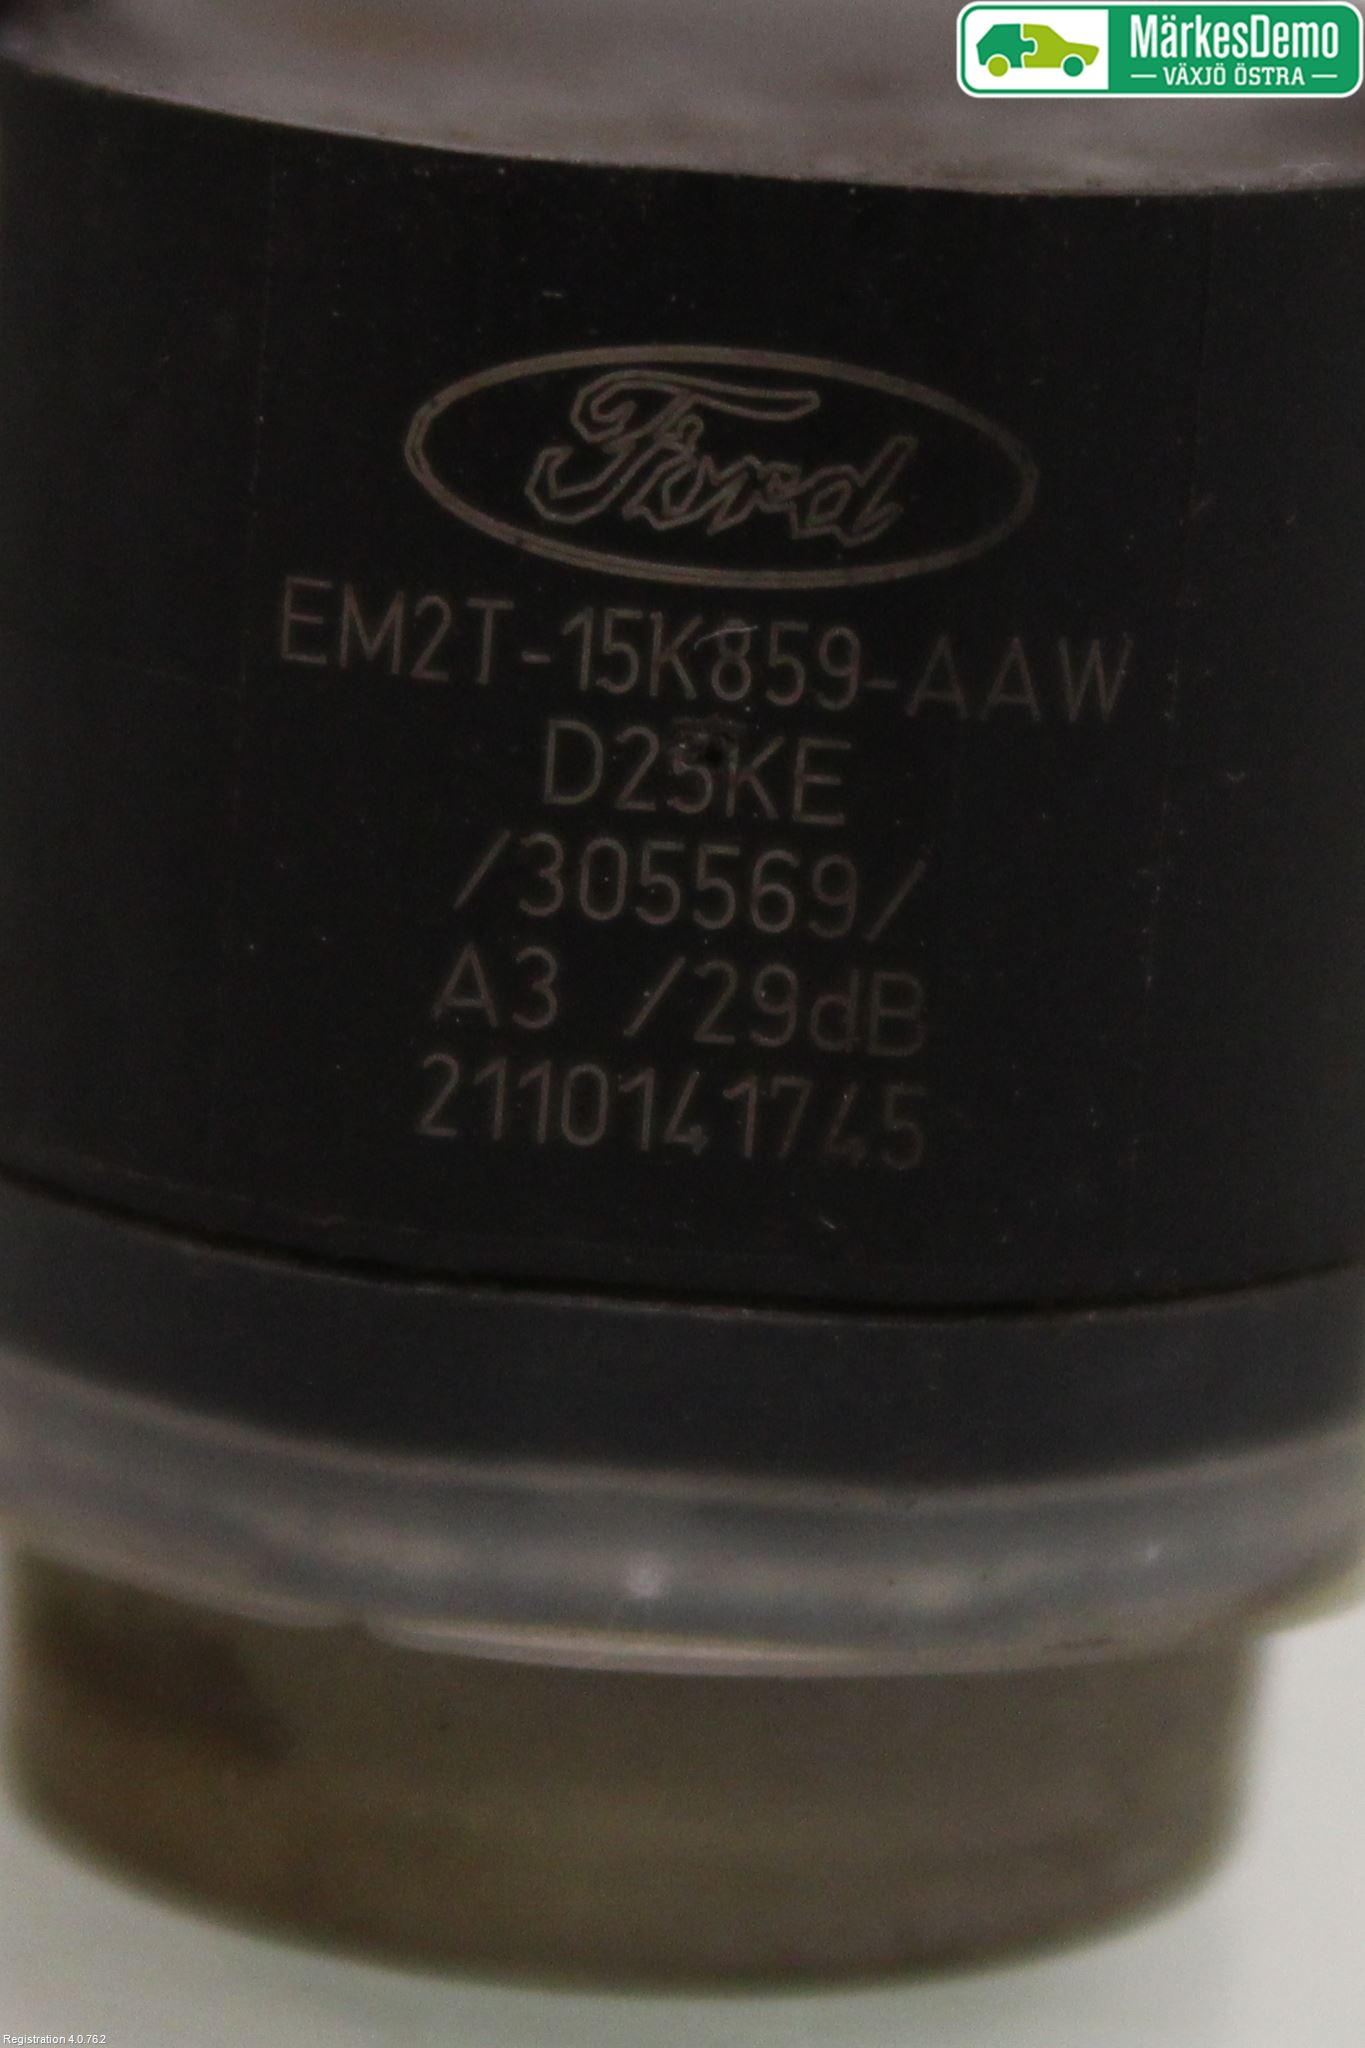 MärkesDemo
VÄXJÖ ÖSTRA
Ford
EM2T-15K859-AAW
D25KE
/305569/
A3 /29dB
2110141745
Registration 4.0.762